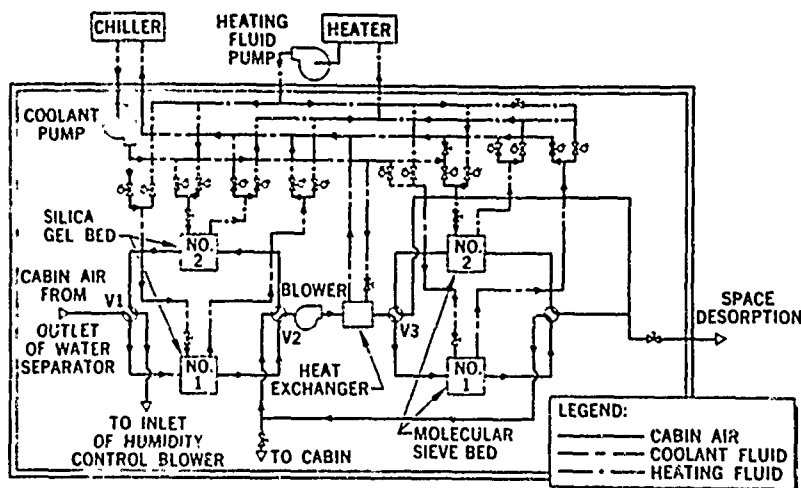 CHILLER
HEATING
FLUID
PUMP
HEATER
COOLANT
PUMP
SILICA
GEL BED
NO.
2
NO.
2
CABIN AIR
FROM
V1
BLOWER
V2
V3
OUTLET
OF WATER
SEPARATOR
NO.
1
HEAT
EXCHANGER
NO.
1
SPACE
DESORPTION
TO INLET
OF HUMIDITY
CONTROL BLOWER
TO CABIN
MOLECULAR
SIEVE BED
LEGEND:
CABIN AIR
COOLANT FLUID
HEATING FLUID